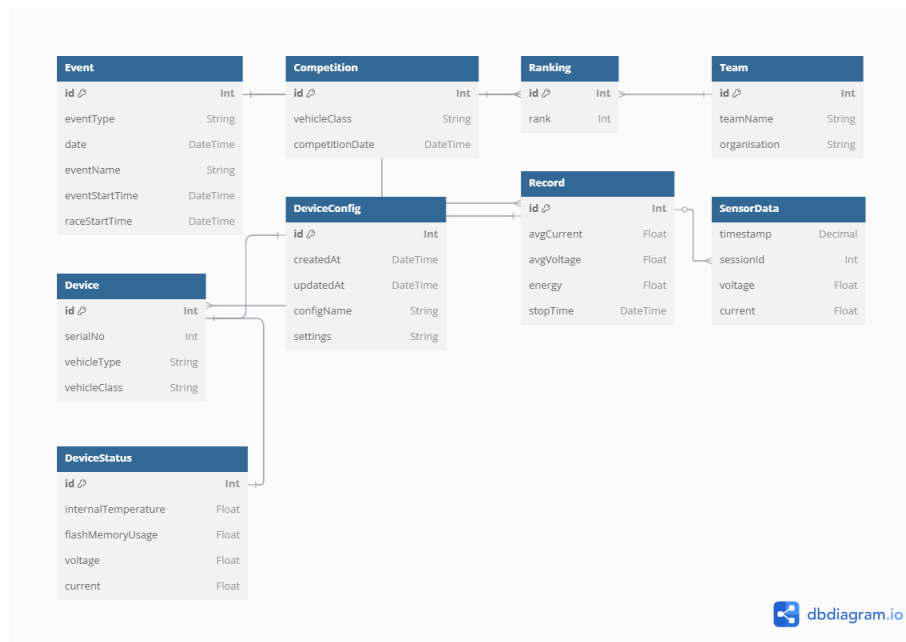 Event
id Int
eventType String
date DateTime
eventName String
eventStartTime DateTime
raceStartTime DateTime
Competition
id Int
vehicleClass String
competitionDate DateTime
Ranking
id Int
rank Int
Team
id Int
teamName String
organisation String
Record
id Int
avgCurrent Float
avgVoltage Float
energy Float
stopTime DateTime
DeviceConfig
id Int
createdAt DateTime
updatedAt DateTime
configName String
settings String
SensorData
timestamp Decimal
sessionId Int
voltage Float
current Float
Device
id Int
serialNo Int
vehicleType String
vehicleClass String
DeviceStatus
id Int
internalTemperature Float
flashMemoryUsage Float
voltage Float
current Float
dbdiagram.io